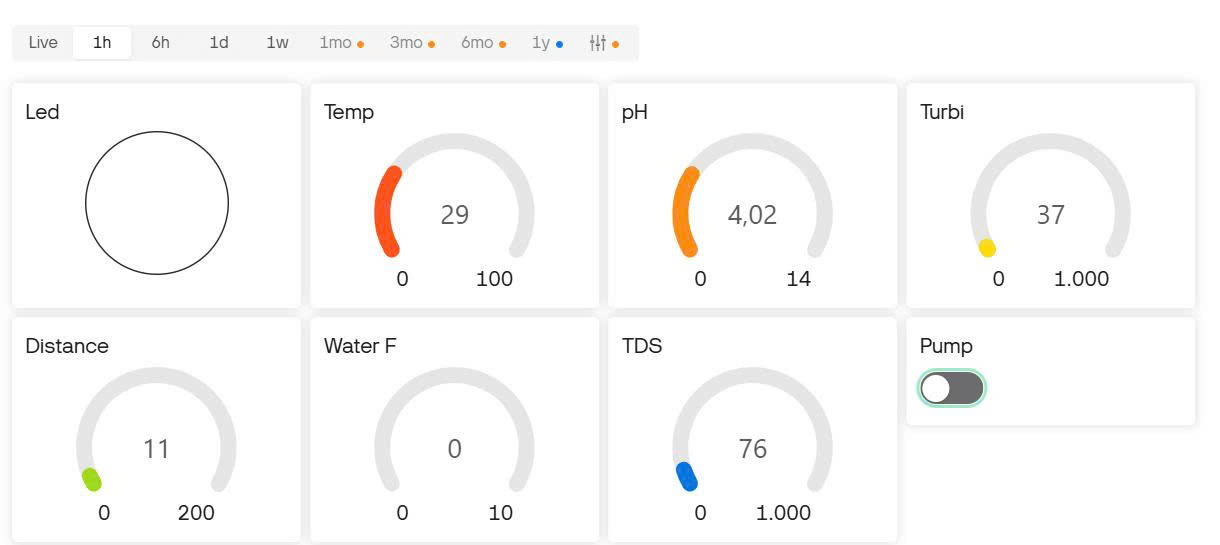 Live 1h 6h 1d 1w 1mo 3mo 6mo 1y
Led
Temp
29
0 100
pH
4,02
0 14
Turbi
37
0 1.000
Distance
11
0 200
Water F
0
0 10
TDS
76
0 1.000
Pump